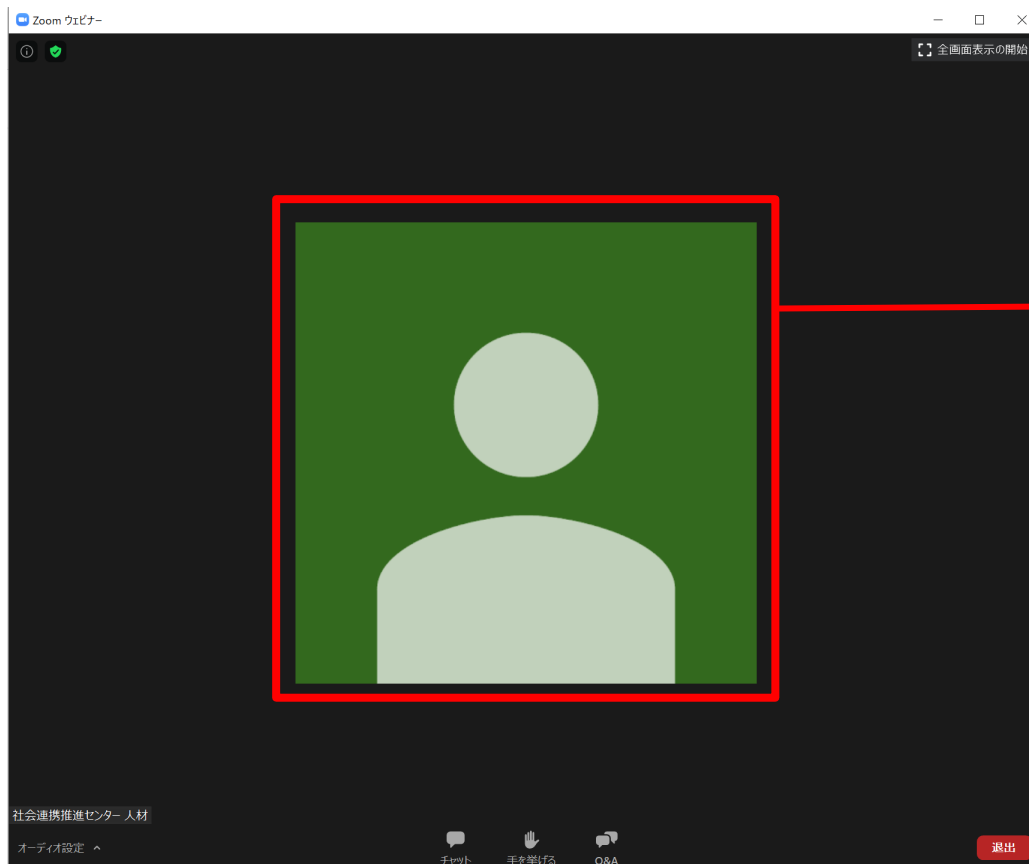 Zoom ウェビナー
全画面表示の開始
社会連携推進センター 人材
オーディオ設定
チャット
手を挙げる
Q&A
退出